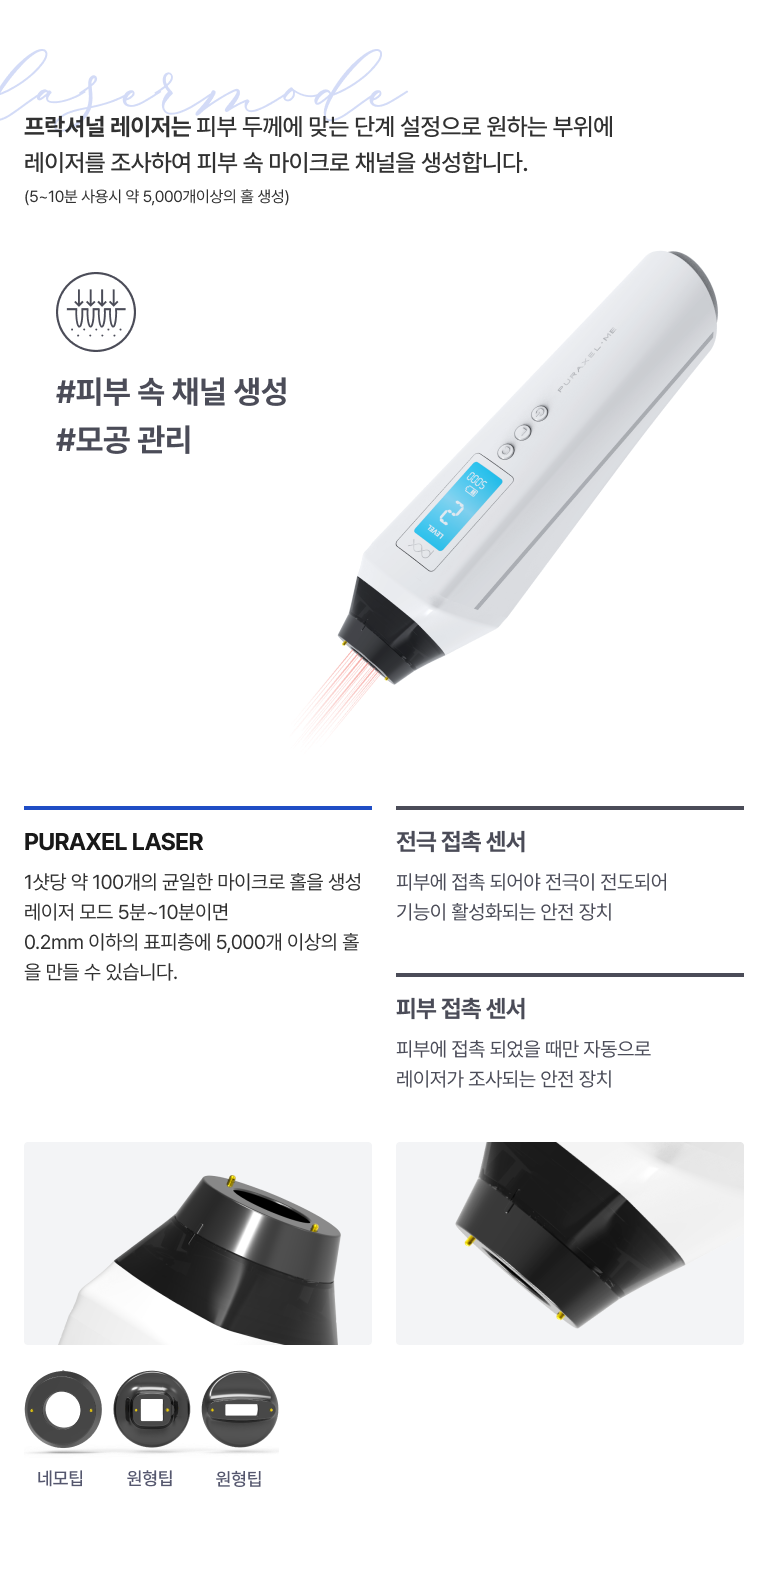 lasermode
프락셔널 레이저는 피부 두께에 맞는 단계 설정으로 원하는 부위에
레이저를 조사하여 피부 속 마이크로 채널을 생성합니다.
(5~10분 사용시 약 5,000개이상의 홀 생성)
#피부 속 채널 생성
#모공 관리
PURAXEL·ME
5000
2
LEVEL
PURAXEL LASER
1샷당 약 100개의 균일한 마이크로 홀을 생성
레이저 모드 5분~10분이면
0.2mm 이하의 표피층에 5,000개 이상의 홀
을 만들 수 있습니다.
전극 접촉 센서
피부에 접촉 되어야 전극이 전도되어
기능이 활성화되는 안전 장치
피부 접촉 센서
피부에 접촉 되었을 때만 자동으로
레이저가 조사되는 안전 장치
네모팁
원형팁
원형팁